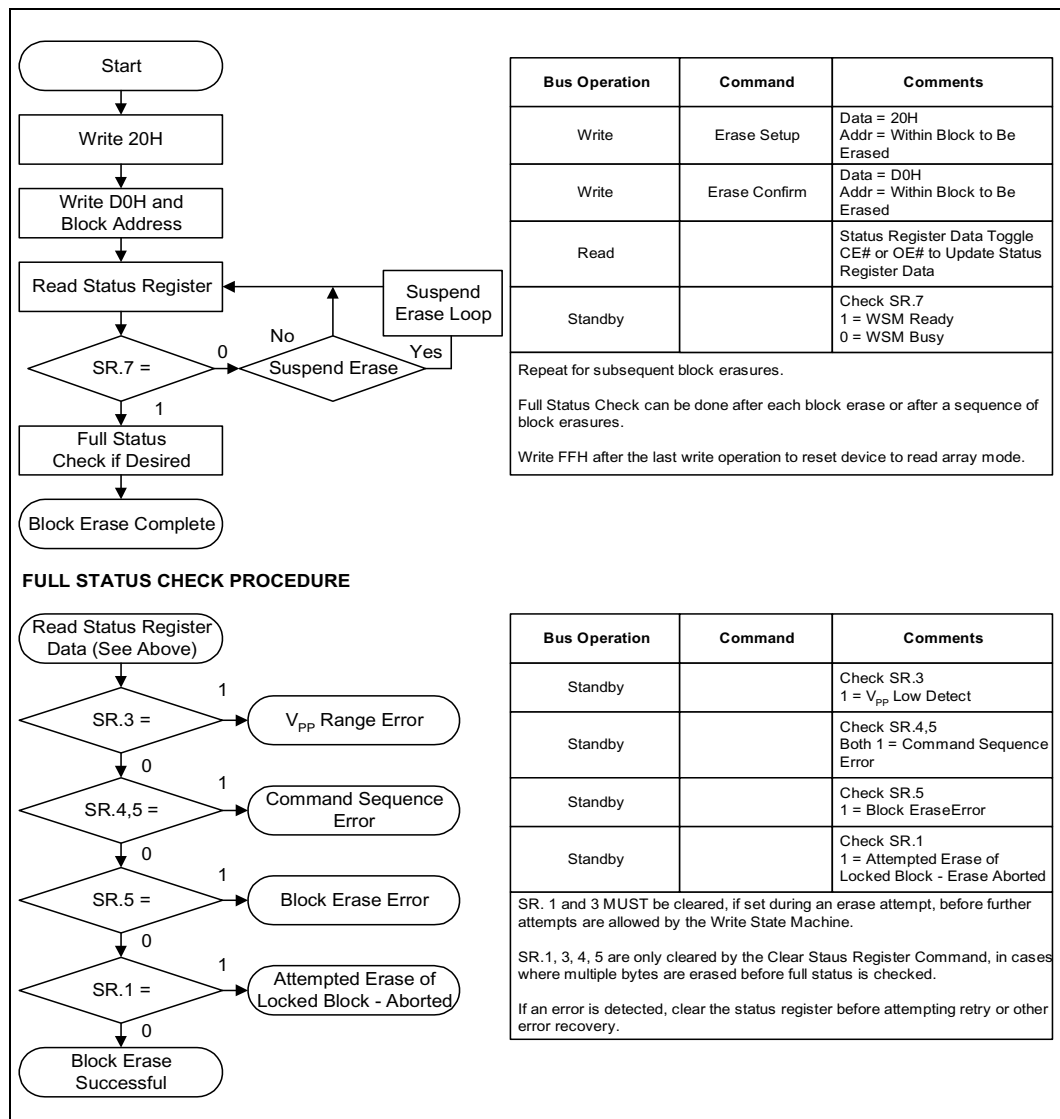 Start
Write 20H
Write D0H and
Block Address
Read Status Register
Suspend
Erase Loop
No
Yes
0
SR.7 =
Suspend Erase
1
Full Status
Check if Desired
Block Erase Complete
Bus Operation Command Comments
Write Erase Setup Data = 20H
Addr = Within Block to Be
Erased
Write Erase Confirm Data = D0H
Addr = Within Block to Be
Erased
Read Status Register Data Toggle
CE# or OE# to Update Status
Register Data
Standby Check SR.7
1 = WSM Ready
0 = WSM Busy
Repeat for subsequent block erasures.
Full Status Check can be done after each block erase or after a sequence of
block erasures.
Write FFH after the last write operation to reset device to read array mode.
FULL STATUS CHECK PROCEDURE
Read Status Register
Data (See Above)
1
SR.3 =
VPP Range Error
0
1
SR.4,5 =
Command Sequence
Error
0
1
SR.5 =
Block Erase Error
0
1
SR.1 =
Attempted Erase of
Locked Block - Aborted
0
Block Erase
Successful
Bus Operation Command Comments
Standby Check SR.3
1 = VPP Low Detect
Standby Check SR.4,5
Both 1 = Command Sequence
Error
Standby Check SR.5
1 = Block EraseError
Standby Check SR.1
1 = Attempted Erase of
Locked Block - Erase Aborted
SR. 1 and 3 MUST be cleared, if set during an erase attempt, before further
attempts are allowed by the Write State Machine.
SR.1, 3, 4, 5 are only cleared by the Clear Staus Register Command, in cases
where multiple bytes are erased before full status is checked.
If an error is detected, clear the status register before attempting retry or other
error recovery.